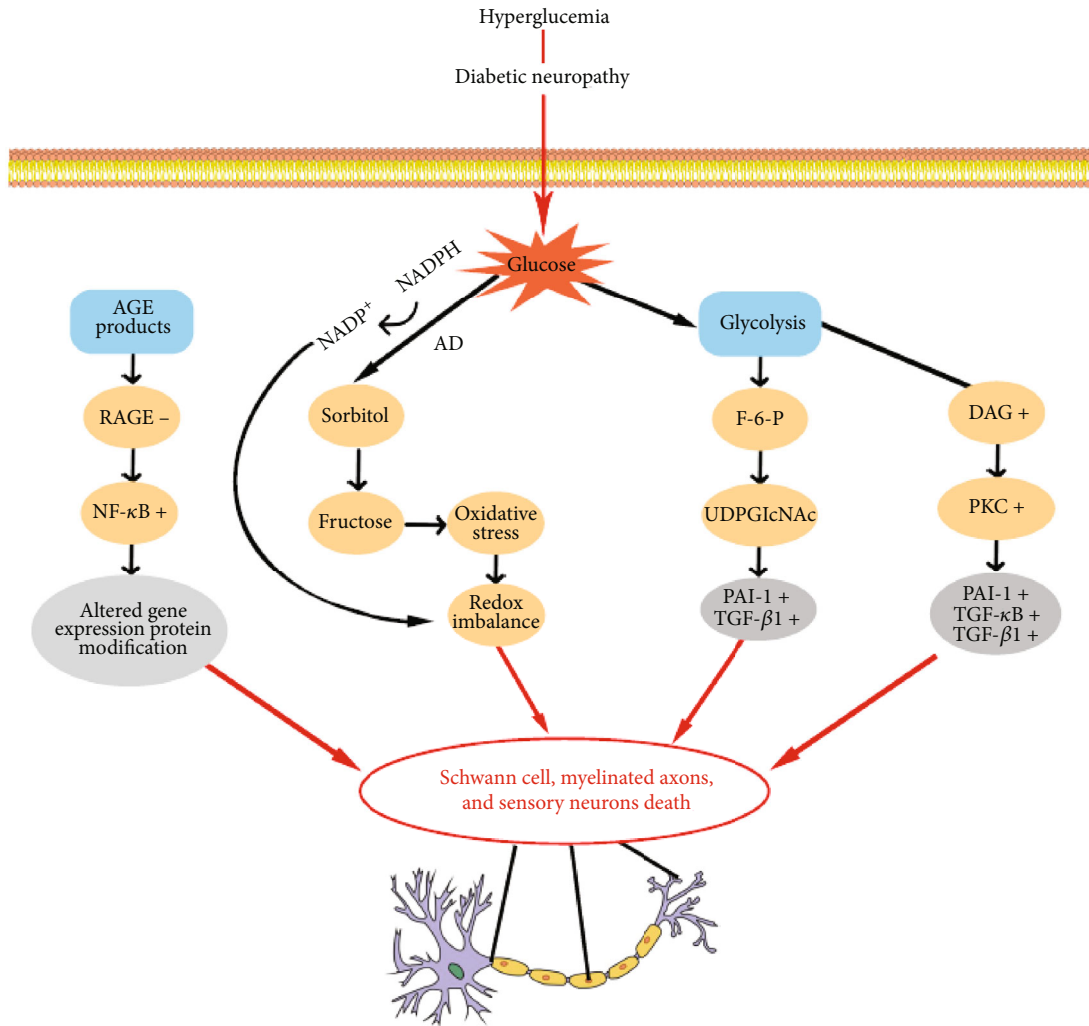 Hyperglucemia
Diabetic neuropathy
Glucose
NADPH
NADP+
AD
AGE
products
RAGE –
NF-κB +
Altered gene
expression protein
modification
Sorbitol
Fructose
Oxidative
stress
Redox
imbalance
Glycolysis
F-6-P
UDPGIcNAc
PAI-1 +
TGF-β1 +
DAG +
PKC +
PAI-1 +
TGF-κB +
TGF-β1 +
Schwann cell, myelinated axons,
and sensory neurons death